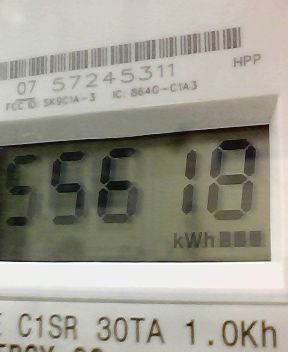 HPP
07 57245311
FCC ID: SK9C1A-3 IC: 864G-C1A3
55618
kWh
C1SR 30TA 1.0Kh